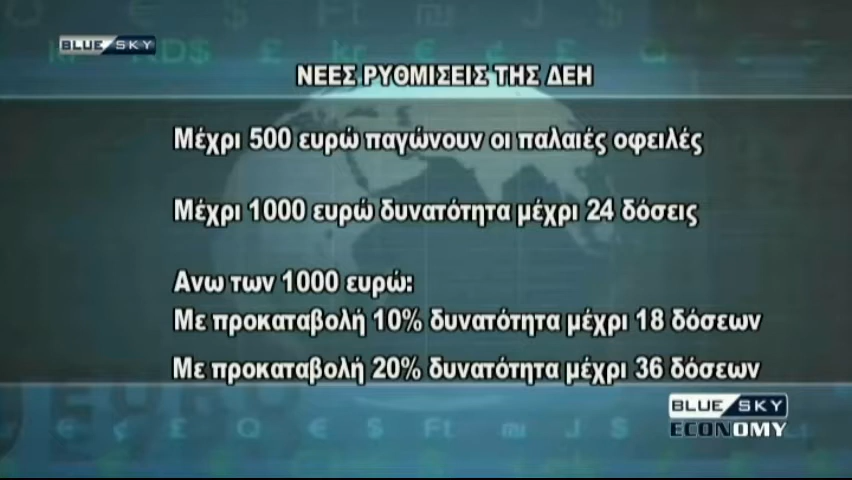 BLUE SKY
ΝΕΕΣ ΡΥΘΜΙΣΕΙΣ ΤΗΣ ΔΕΗ
Μέχρι 500 ευρώ παγώνουν οι παλαιές οφειλές
Μέχρι 1000 ευρώ δυνατότητα μέχρι 24 δόσεις
Ανω των 1000 ευρώ:
Με προκαταβολή 10% δυνατότητα μέχρι 18 δόσεων
Με προκαταβολή 20% δυνατότητα μέχρι 36 δόσεων
EURO
BLUE SKY
ECONOMY
€ ¢ £ Q € $ Ft ₪ J $ £